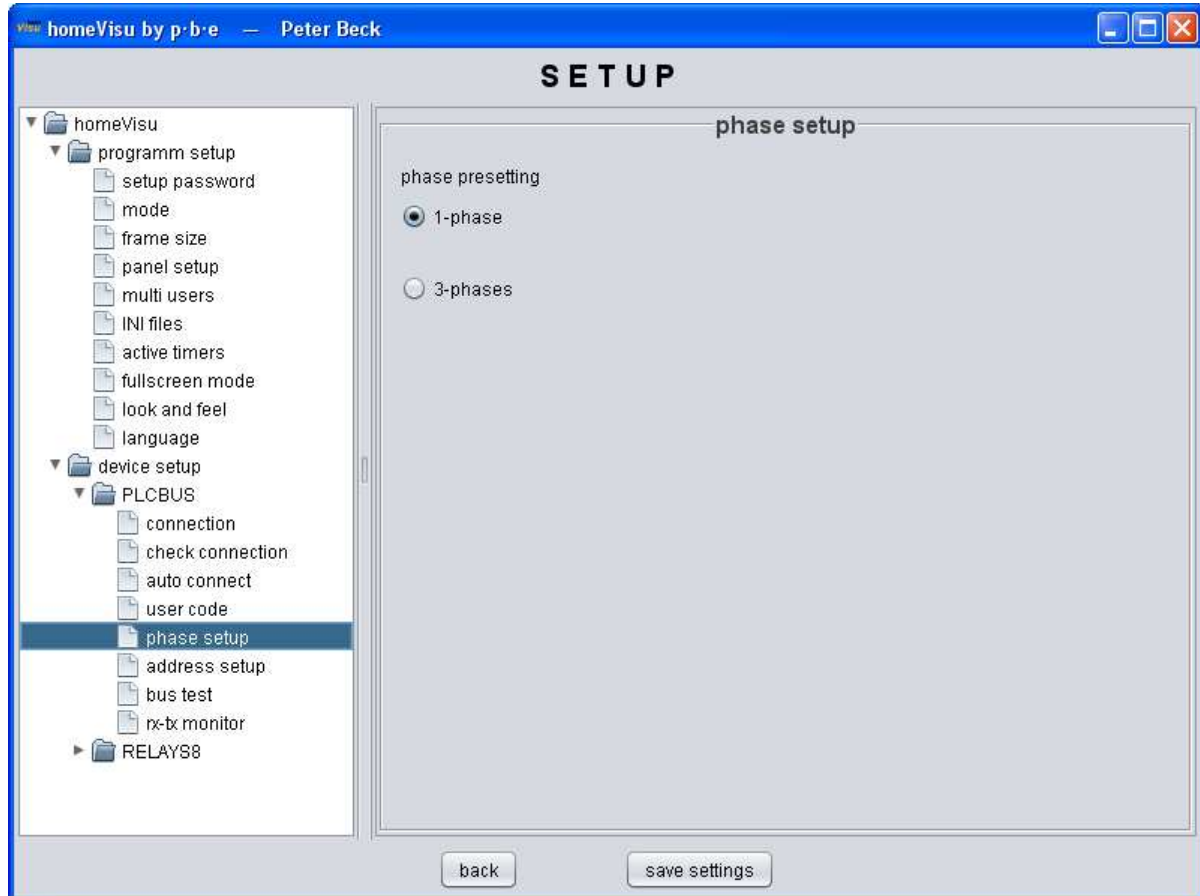 visu homeVisu by p·b·e — Peter Beck
SETUP
homeVisu
programm setup
setup password
mode
frame size
panel setup
multi users
INI files
active timers
fullscreen mode
look and feel
language
device setup
PLCBUS
connection
check connection
auto connect
user code
phase setup
address setup
bus test
rx-tx monitor
RELAYS8
phase setup
phase presetting
1-phase
3-phases
back
save settings